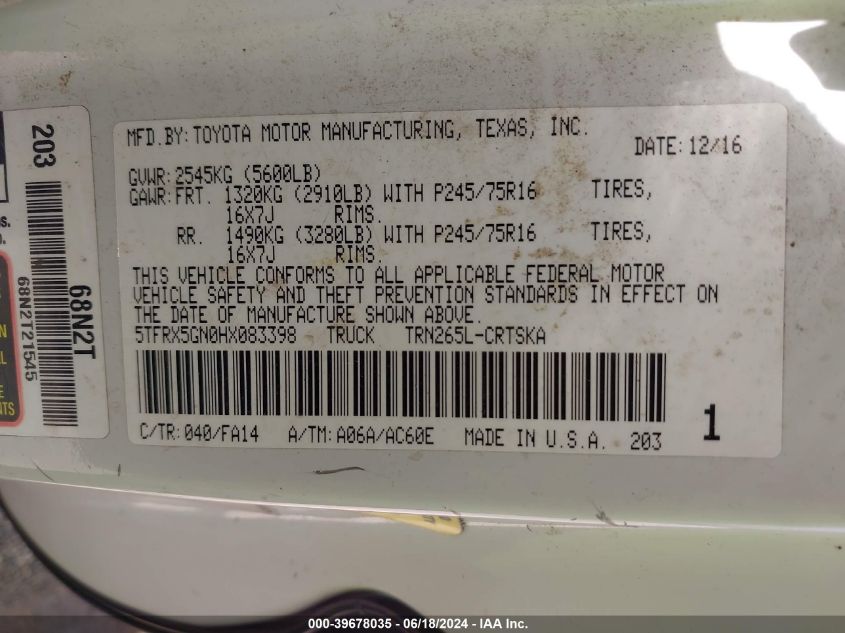 MFD.BY:TOYOTA MOTOR MANUFACTURING, TEXAS, INC.
DATE:12/16
GVWR:2545KG (5600LB)
GAWR:FRT. 1320KG (2910LB) WITH P245/75R16 TIRES,
16X7J RIMS.
RR. 1490KG (3280LB) WITH P245/75R16 TIRES,
16X7J RIMS.
THIS VEHICLE CONFORMS TO ALL APPLICABLE FEDERAL MOTOR
VEHICLE SAFETY AND THEFT PREVENTION STANDARDS IN EFFECT ON
THE DATE OF MANUFACTURE SHOWN ABOVE.
5TFRX5GN0HX083398 TRUCK TRN265L-CRTSKA
C/TR:040/FA14 A/TM:A06A/AC60E MADE IN U.S.A. 203
1
203
68N2T
68N2T21545
000-39678035 - 06/18/2024 - IAA Inc.